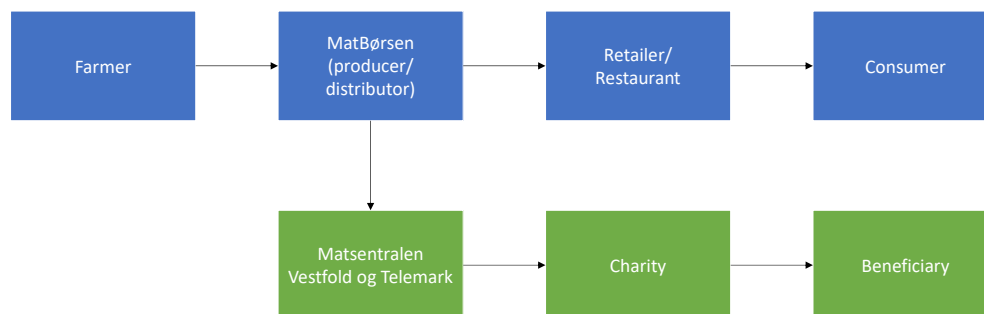 Farmer
MatBørsen
(producer/
distributor)
Retailer/
Restaurant
Consumer
Matsentralen
Vestfold og Telemark
Charity
Beneficiary